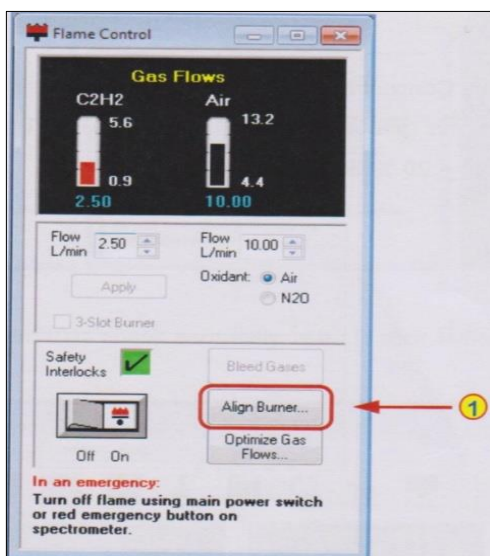 Flame Control
Gas Flows
C2H2 Air
5.6 13.2
0.9 4.4
2.50 10.00
Flow L/min 2.50
Flow L/min 10.00
Apply
Oxidant: Air
N2O
3-Slot Burner
Safety
Interlocks
Bleed Gases
Align Burner...
1
Off On
Optimize Gas
Flows...
In an emergency:
Turn off flame using main power switch
or red emergency button on
spectrometer.